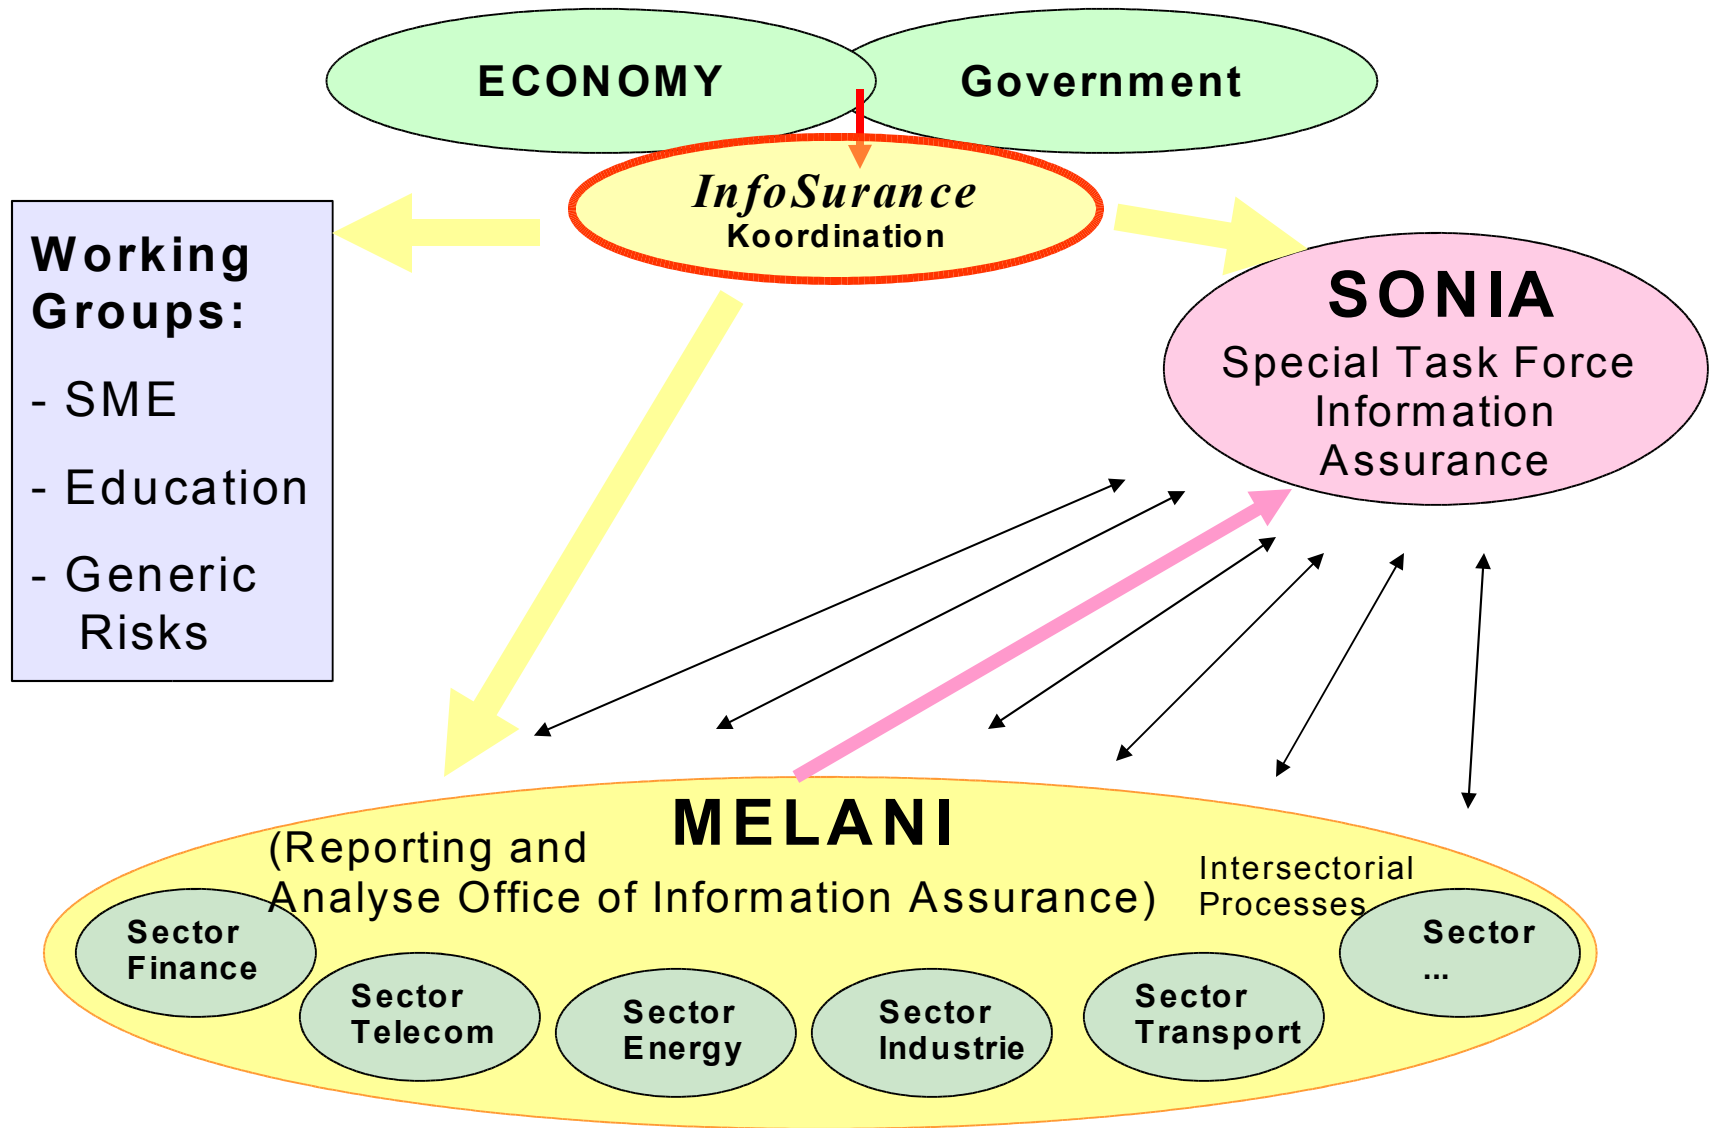 ECONOMY
Government
InfoSurance
Koordination
Working
Groups:
- SME
- Education
- Generic
Risks
SONIA
Special Task Force
Information
Assurance
MELANI
(Reporting and
Analyse Office of Information Assurance)
Intersectorial
Processes
Sector
Finance
Sector
Telecom
Sector
Energy
Sector
Industrie
Sector
Transport
Sector
...